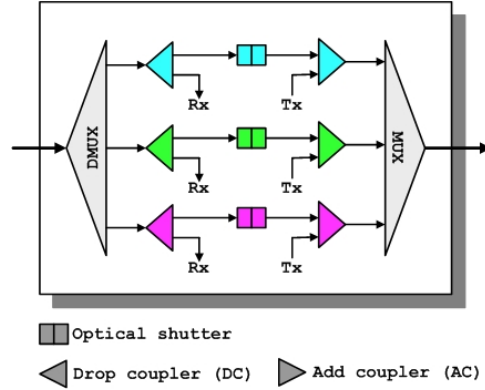 Rx Tx
DMUX
Rx Tx
MUX
Rx Tx
Optical shutter
Drop coupler (DC) Add coupler (AC)